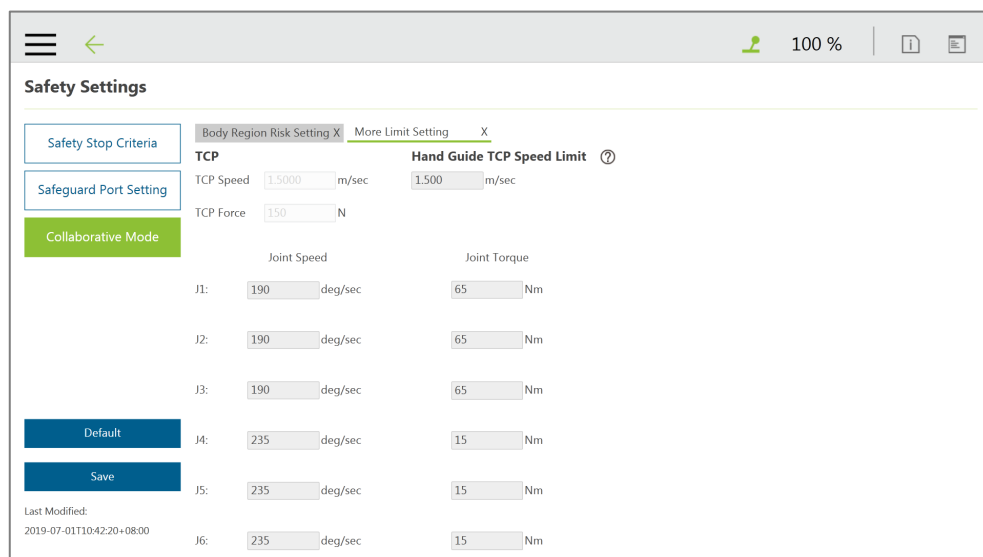 100 %
Safety Settings
Safety Stop Criteria
Safeguard Port Setting
Collaborative Mode
Default
Save
Last Modified:
2019-07-01T10:42:20+08:00
Body Region Risk Setting X More Limit Setting X
TCP Hand Guide TCP Speed Limit ?
TCP Speed 1.5000 m/sec 1.500 m/sec
TCP Force 150 N
Joint Speed Joint Torque
J1: 190 deg/sec 65 Nm
J2: 190 deg/sec 65 Nm
J3: 190 deg/sec 65 Nm
J4: 235 deg/sec 15 Nm
J5: 235 deg/sec 15 Nm
J6: 235 deg/sec 15 Nm